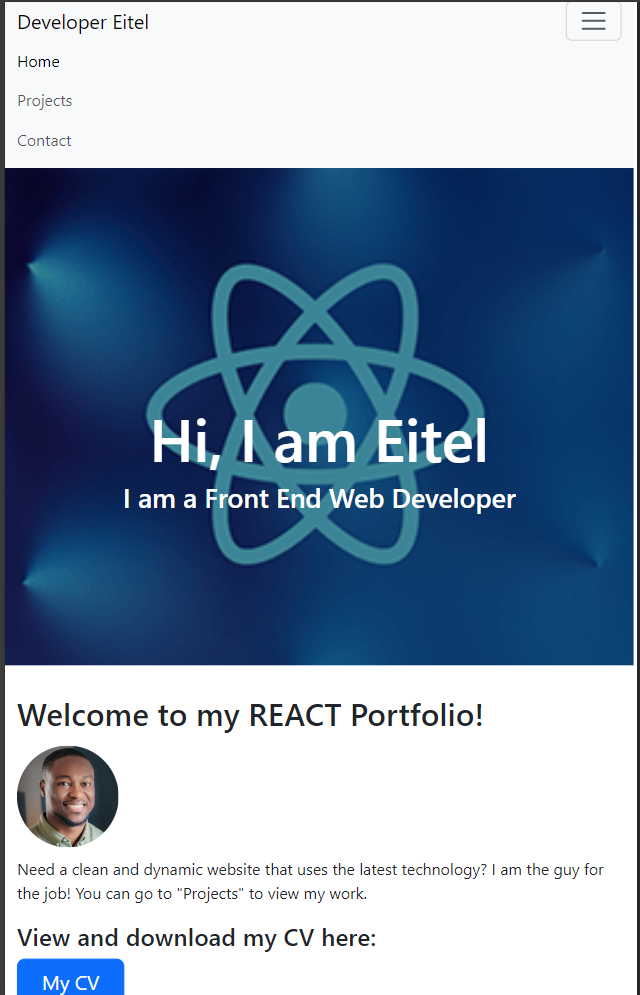 Developer Eitel
Home
Projects
Contact
Hi, I am Eitel
I am a Front End Web Developer
Welcome to my REACT Portfolio!
Need a clean and dynamic website that uses the latest technology? I am the guy for
the job! You can go to "Projects" to view my work.
View and download my CV here:
My CV